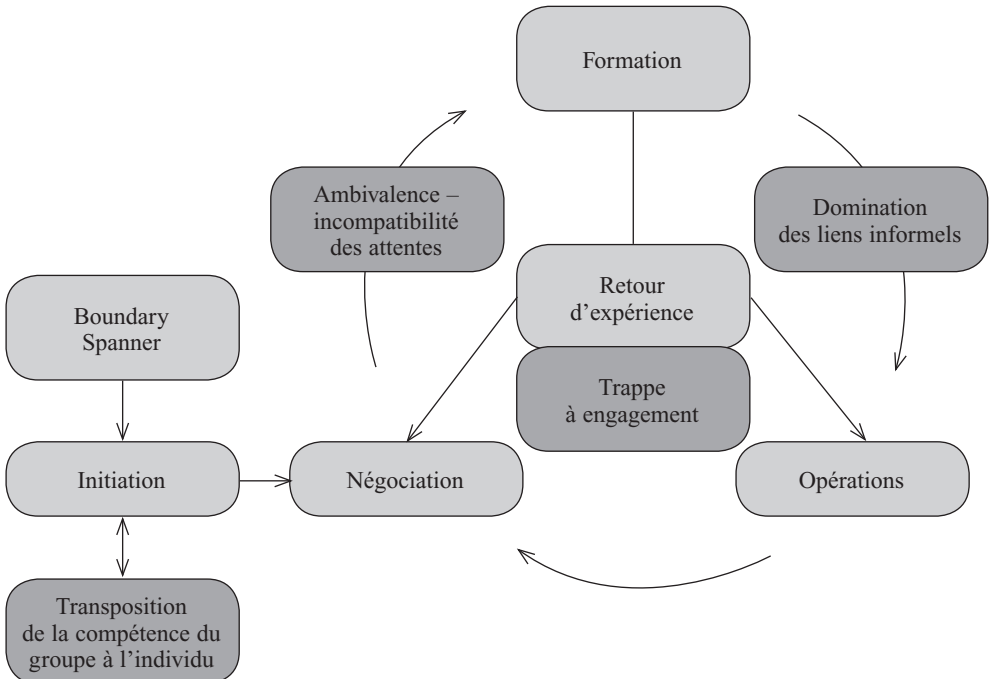 Formation
Ambivalence –
incompatibilité
des attentes
Domination
des liens informels
Retour
d’expérience
Boundary
Spanner
Trappe
à engagement
Initiation
Négociation
Opérations
Transposition
de la compétence du
groupe à l’individu